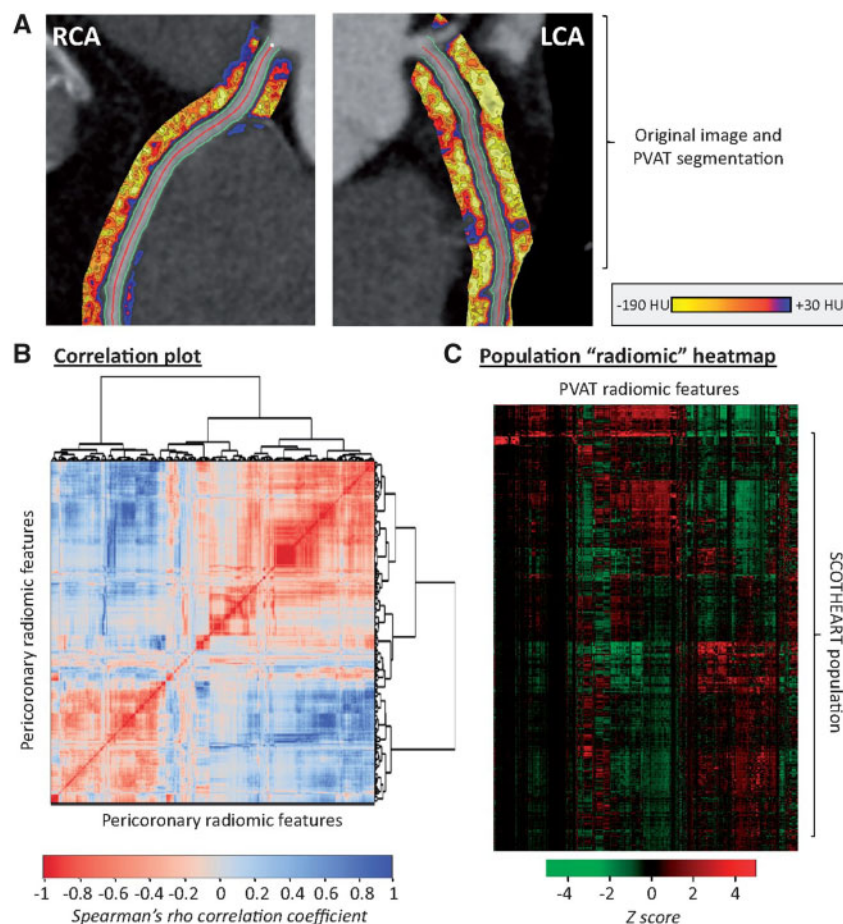 A
RCA
LCA
Original image and
PVAT segmentation
-190 HU
+30 HU
B
Correlation plot
Pericoronary radiomic features
Pericoronary radiomic features
-1 -0.8 -0.6 -0.4 -0.2 0 0.2 0.4 0.6 0.8 1
Spearman's rho correlation coefficient
C
Population "radiomic" heatmap
PVAT radiomic features
SCOTHEART population
-4 -2 0 2 4
Z score